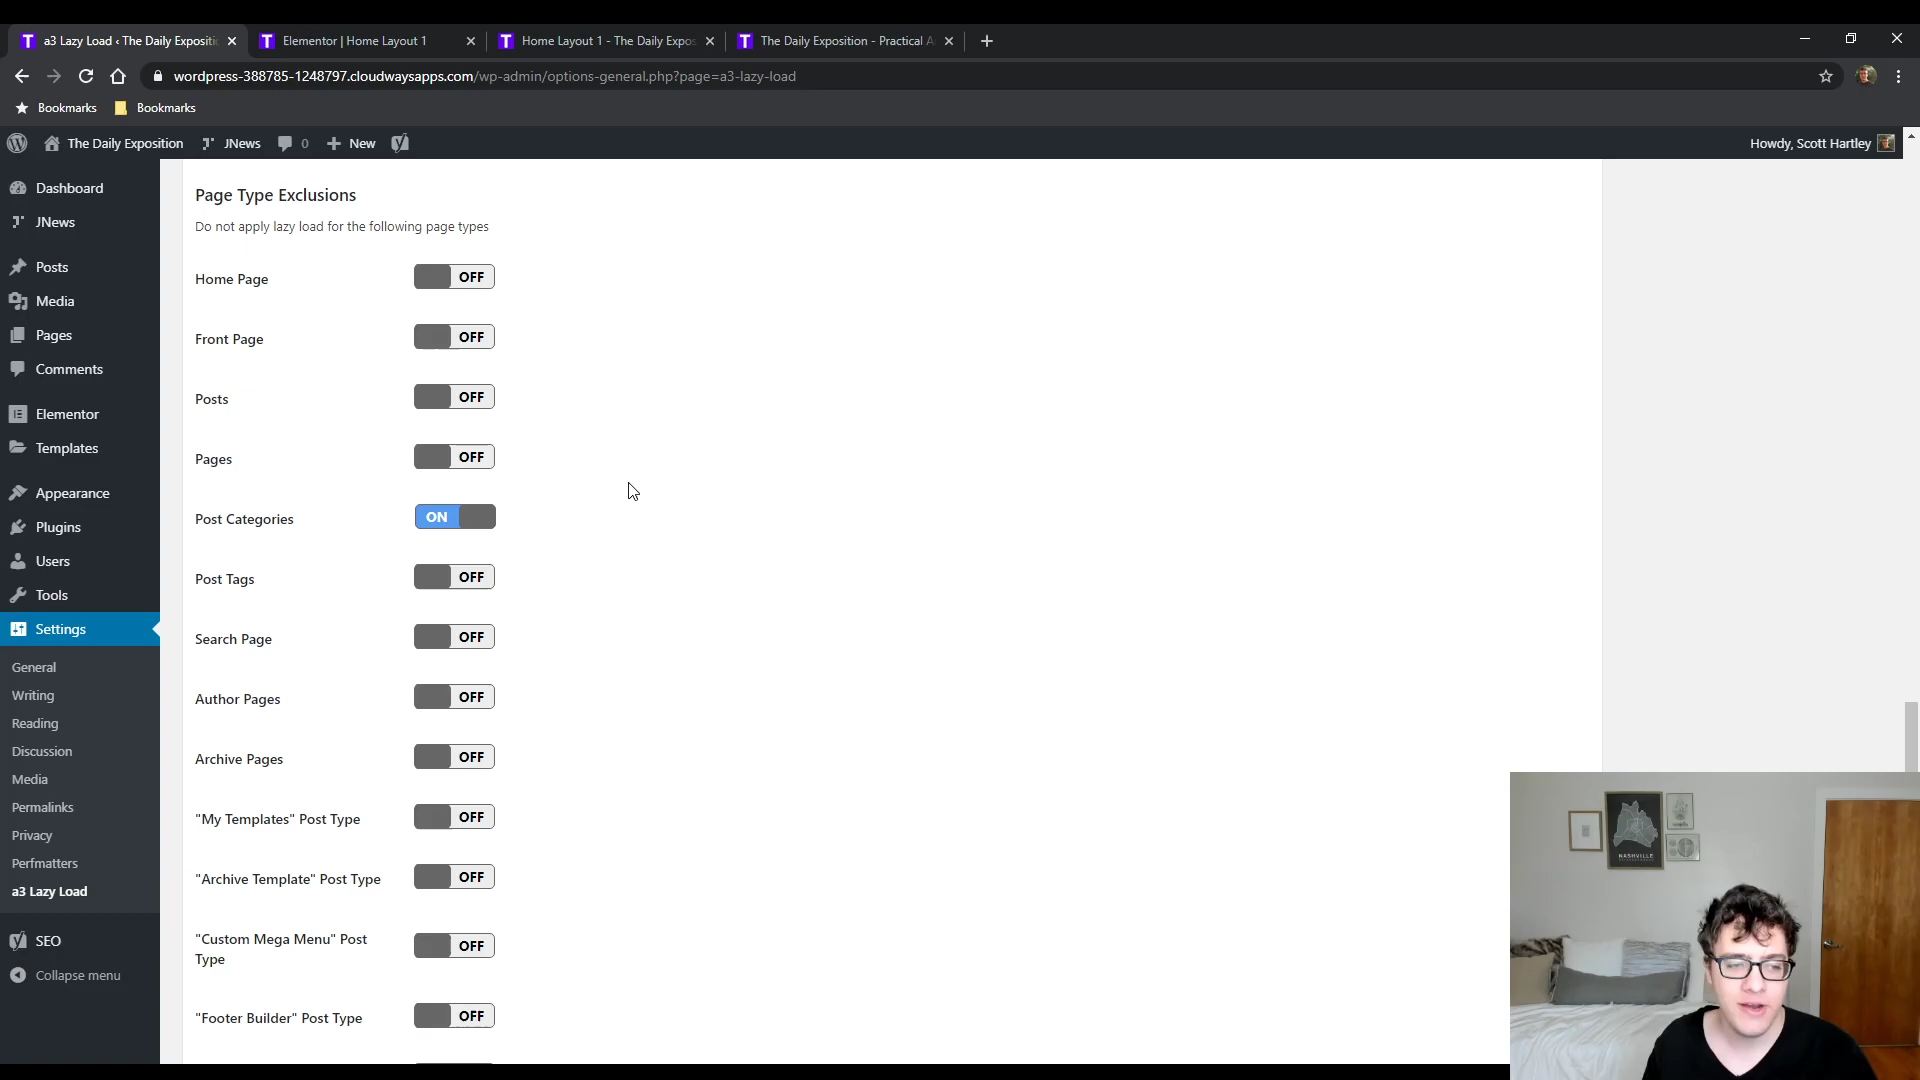 a3 Lazy Load ‹ The Daily Expositi
Elementor | Home Layout 1
Home Layout 1 - The Daily Expos
The Daily Exposition - Practical A
wordpress-388785-1248797.cloudwaysapps.com/wp-admin/options-general.php?page=a3-lazy-load
Bookmarks
Bookmarks
The Daily Exposition
JNews
0
New
Howdy, Scott Hartley
Dashboard
JNews
Posts
Media
Pages
Comments
Elementor
Templates
Appearance
Plugins
Users
Tools
Settings
General
Writing
Reading
Discussion
Media
Permalinks
Privacy
Perfmatters
a3 Lazy Load
SEO
Collapse menu
Page Type Exclusions
Do not apply lazy load for the following page types
Home Page OFF
Front Page OFF
Posts OFF
Pages OFF
Post Categories ON
Post Tags OFF
Search Page OFF
Author Pages OFF
Archive Pages OFF
"My Templates" Post Type OFF
"Archive Template" Post Type OFF
"Custom Mega Menu" Post OFF
Type
"Footer Builder" Post Type OFF
NASHVILLE